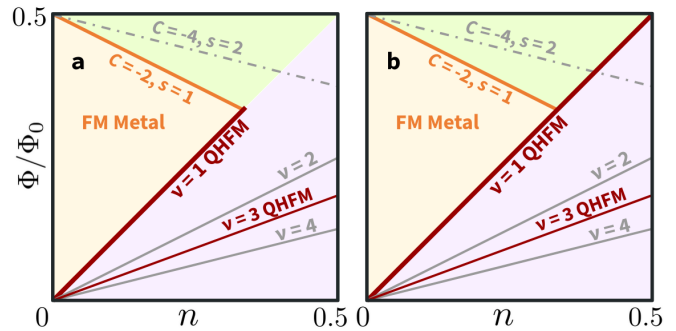 0.5
a
C = -4, s = 2
C = -2, s = 1
FM Metal
ν = 1 QHFM
ν = 2
ν = 3 QHFM
ν = 4
Φ/Φ0
0
n
0.5
b
C = -4, s = 2
C = -2, s = 1
FM Metal
ν = 1 QHFM
ν = 2
ν = 3 QHFM
ν = 4
0
n
0.5